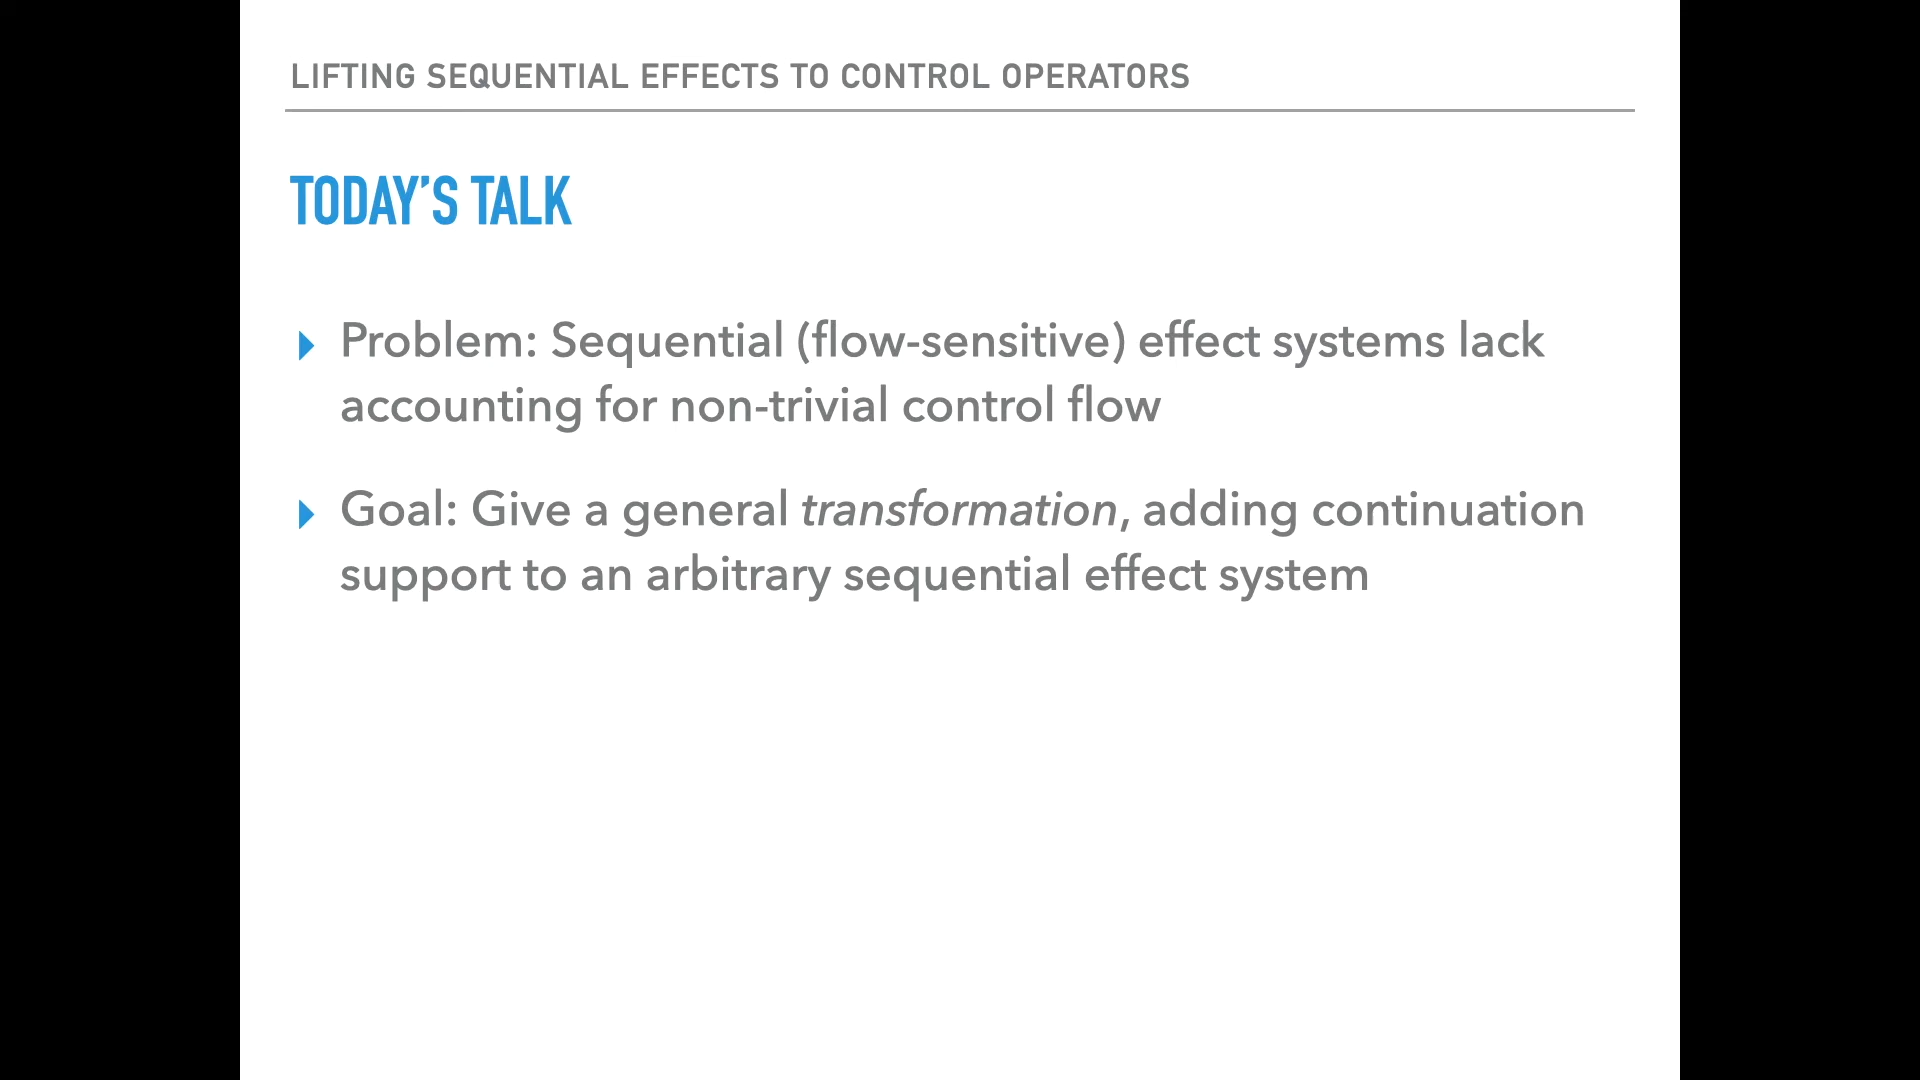 LIFTING SEQUENTIAL EFFECTS TO CONTROL OPERATORS
TODAY’S TALK
Problem: Sequential (flow-sensitive) effect systems lack
accounting for non-trivial control flow
Goal: Give a general transformation, adding continuation
support to an arbitrary sequential effect system